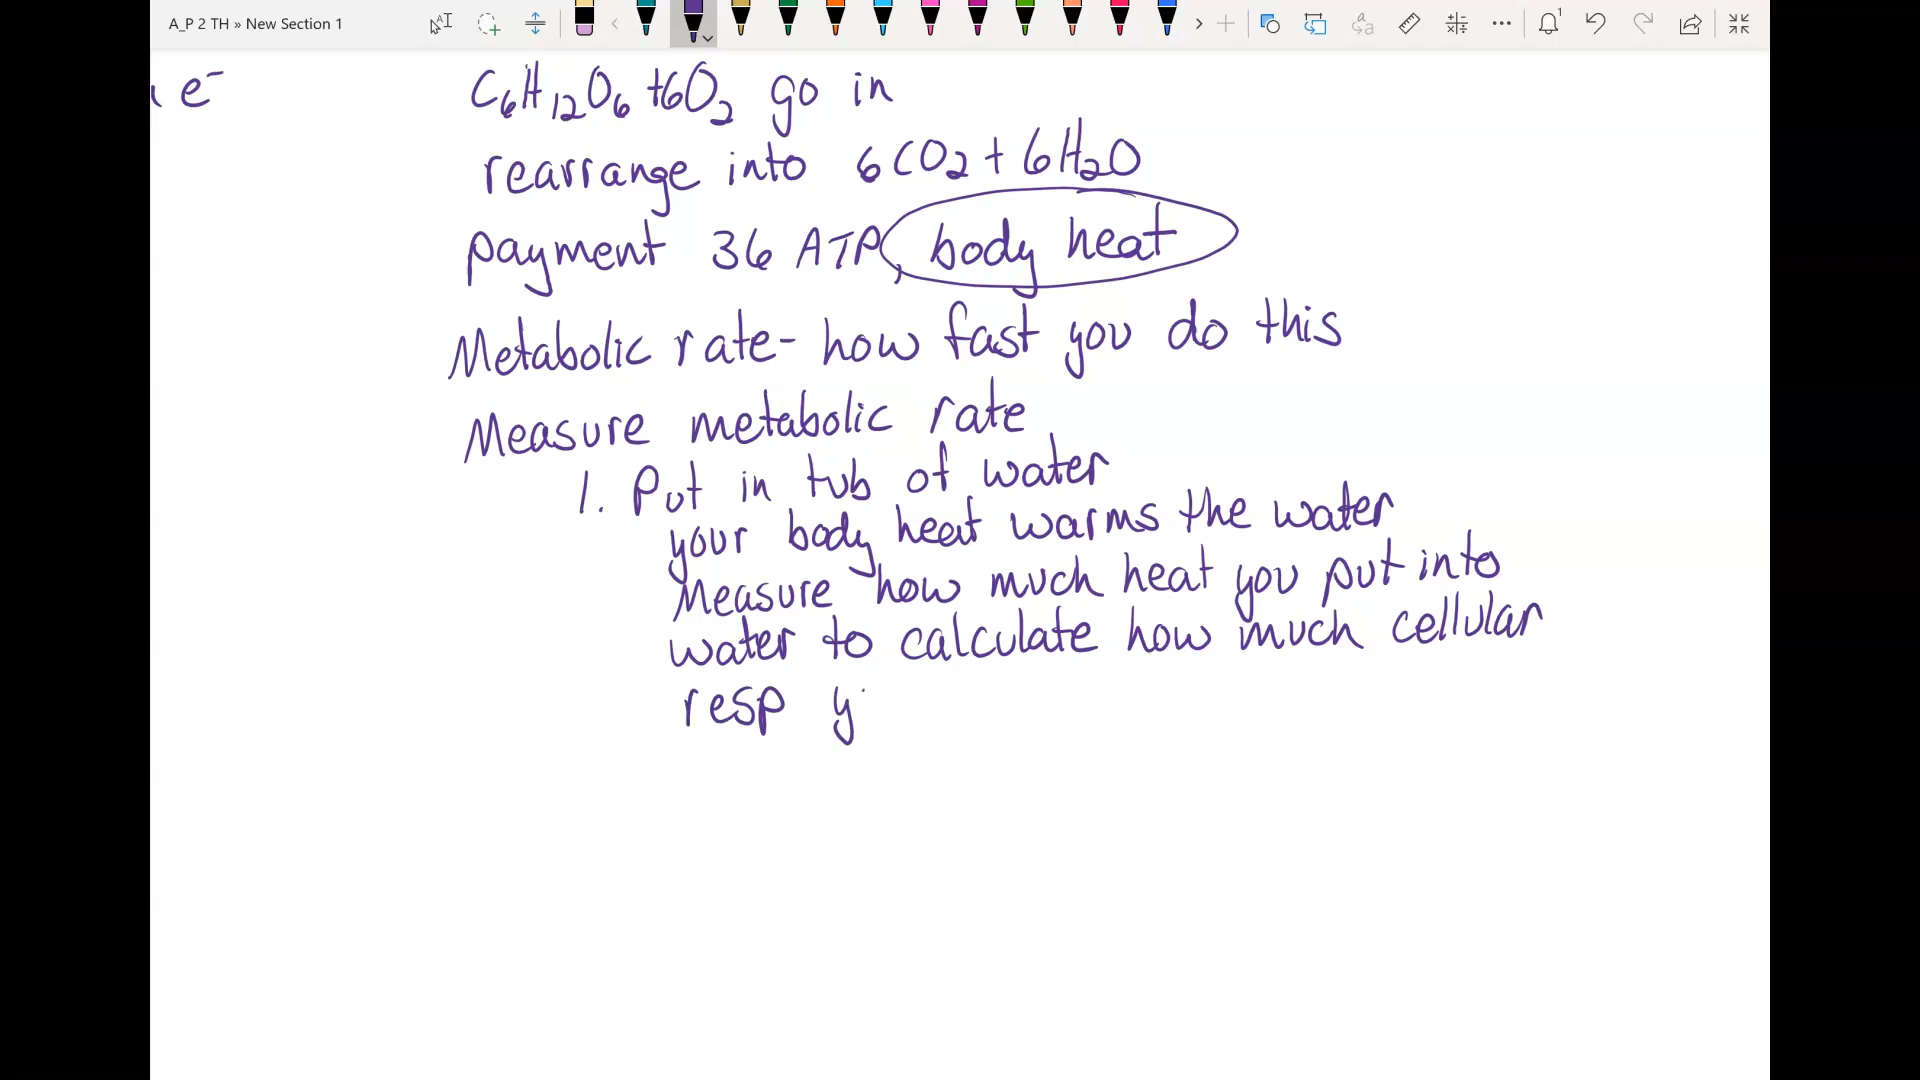 A_P 2 TH » New Section 1
e⁻
C₆H₁₂O₆ +6O₂ go in
rearrange into 6CO₂ + 6H₂O
payment 36 ATP, body heat
Metabolic rate- how fast you do this
Measure metabolic rate
1. Put in tub of water
your body heat warms the water
Measure how much heat you put into
water to calculate how much cellular
resp y